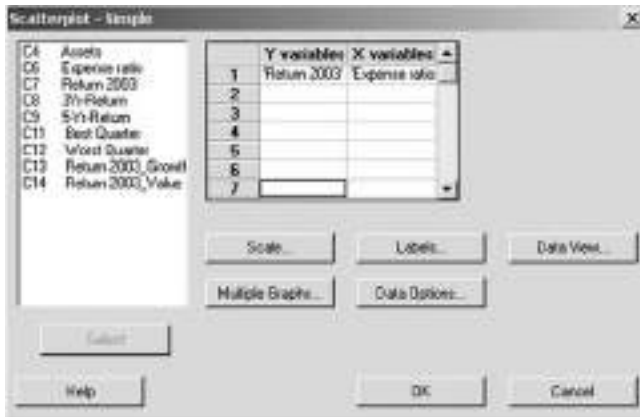 Scatterplot - Simple
C4 Assets
C6 Expense ratio
C7 Return 2003
C8 3Yr-Return
C9 5-Yr-Return
C11 Best Quarter
C12 Worst Quarter
C13 Return 2003_Growtl
C14 Return 2003_Value
Y variables X variables
1 'Return 2003' 'Expense ratio
2
3
4
5
6
7
Scale...
Labels...
Data View...
Multiple Graphs...
Data Options...
Select
Help
OK
Cancel